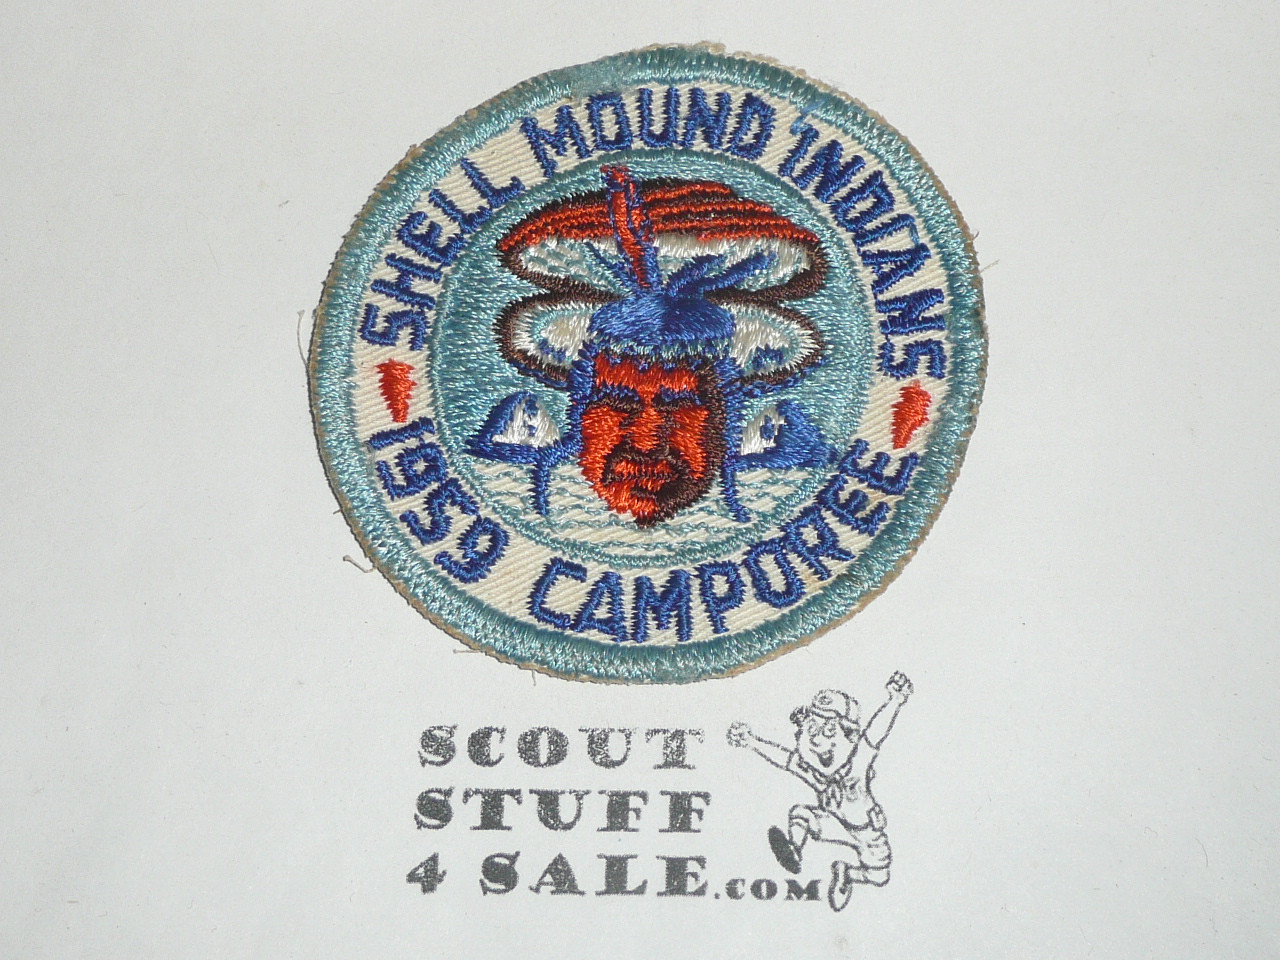 SHELL MOUND INDIANS
1959 CAMPOREE
SCOUT
STUFF
4 SALE.COM